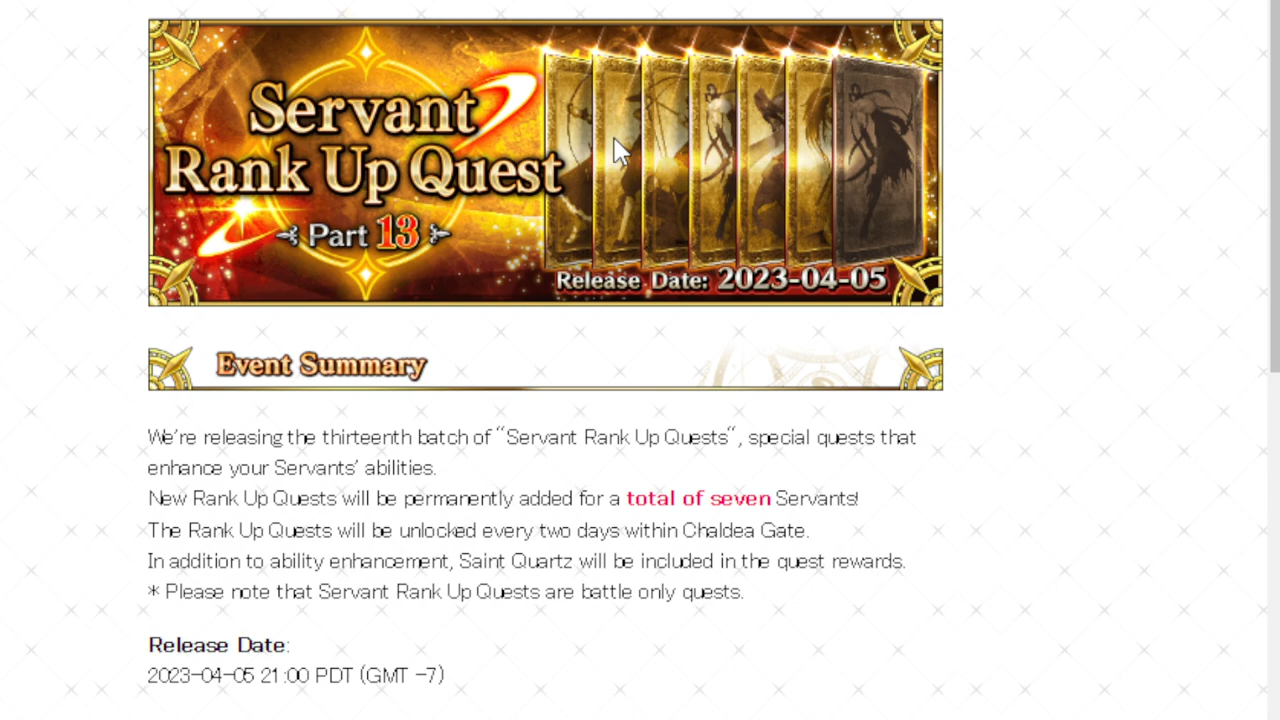 Servant
Rank Up Quest
Part 13
Release Date: 2023-04-05
Event Summary
We're releasing the thirteenth batch of "Servant Rank Up Quests", special quests that
enhance your Servants' abilities.
New Rank Up Quests will be permanently added for a total of seven Servants!
The Rank Up Quests will be unlocked every two days within Chaldea Gate.
In addition to ability enhancement, Saint Quartz will be included in the quest rewards.
* Please note that Servant Rank Up Quests are battle only quests.
Release Date:
2023-04-05 21:00 PDT (GMT -7)